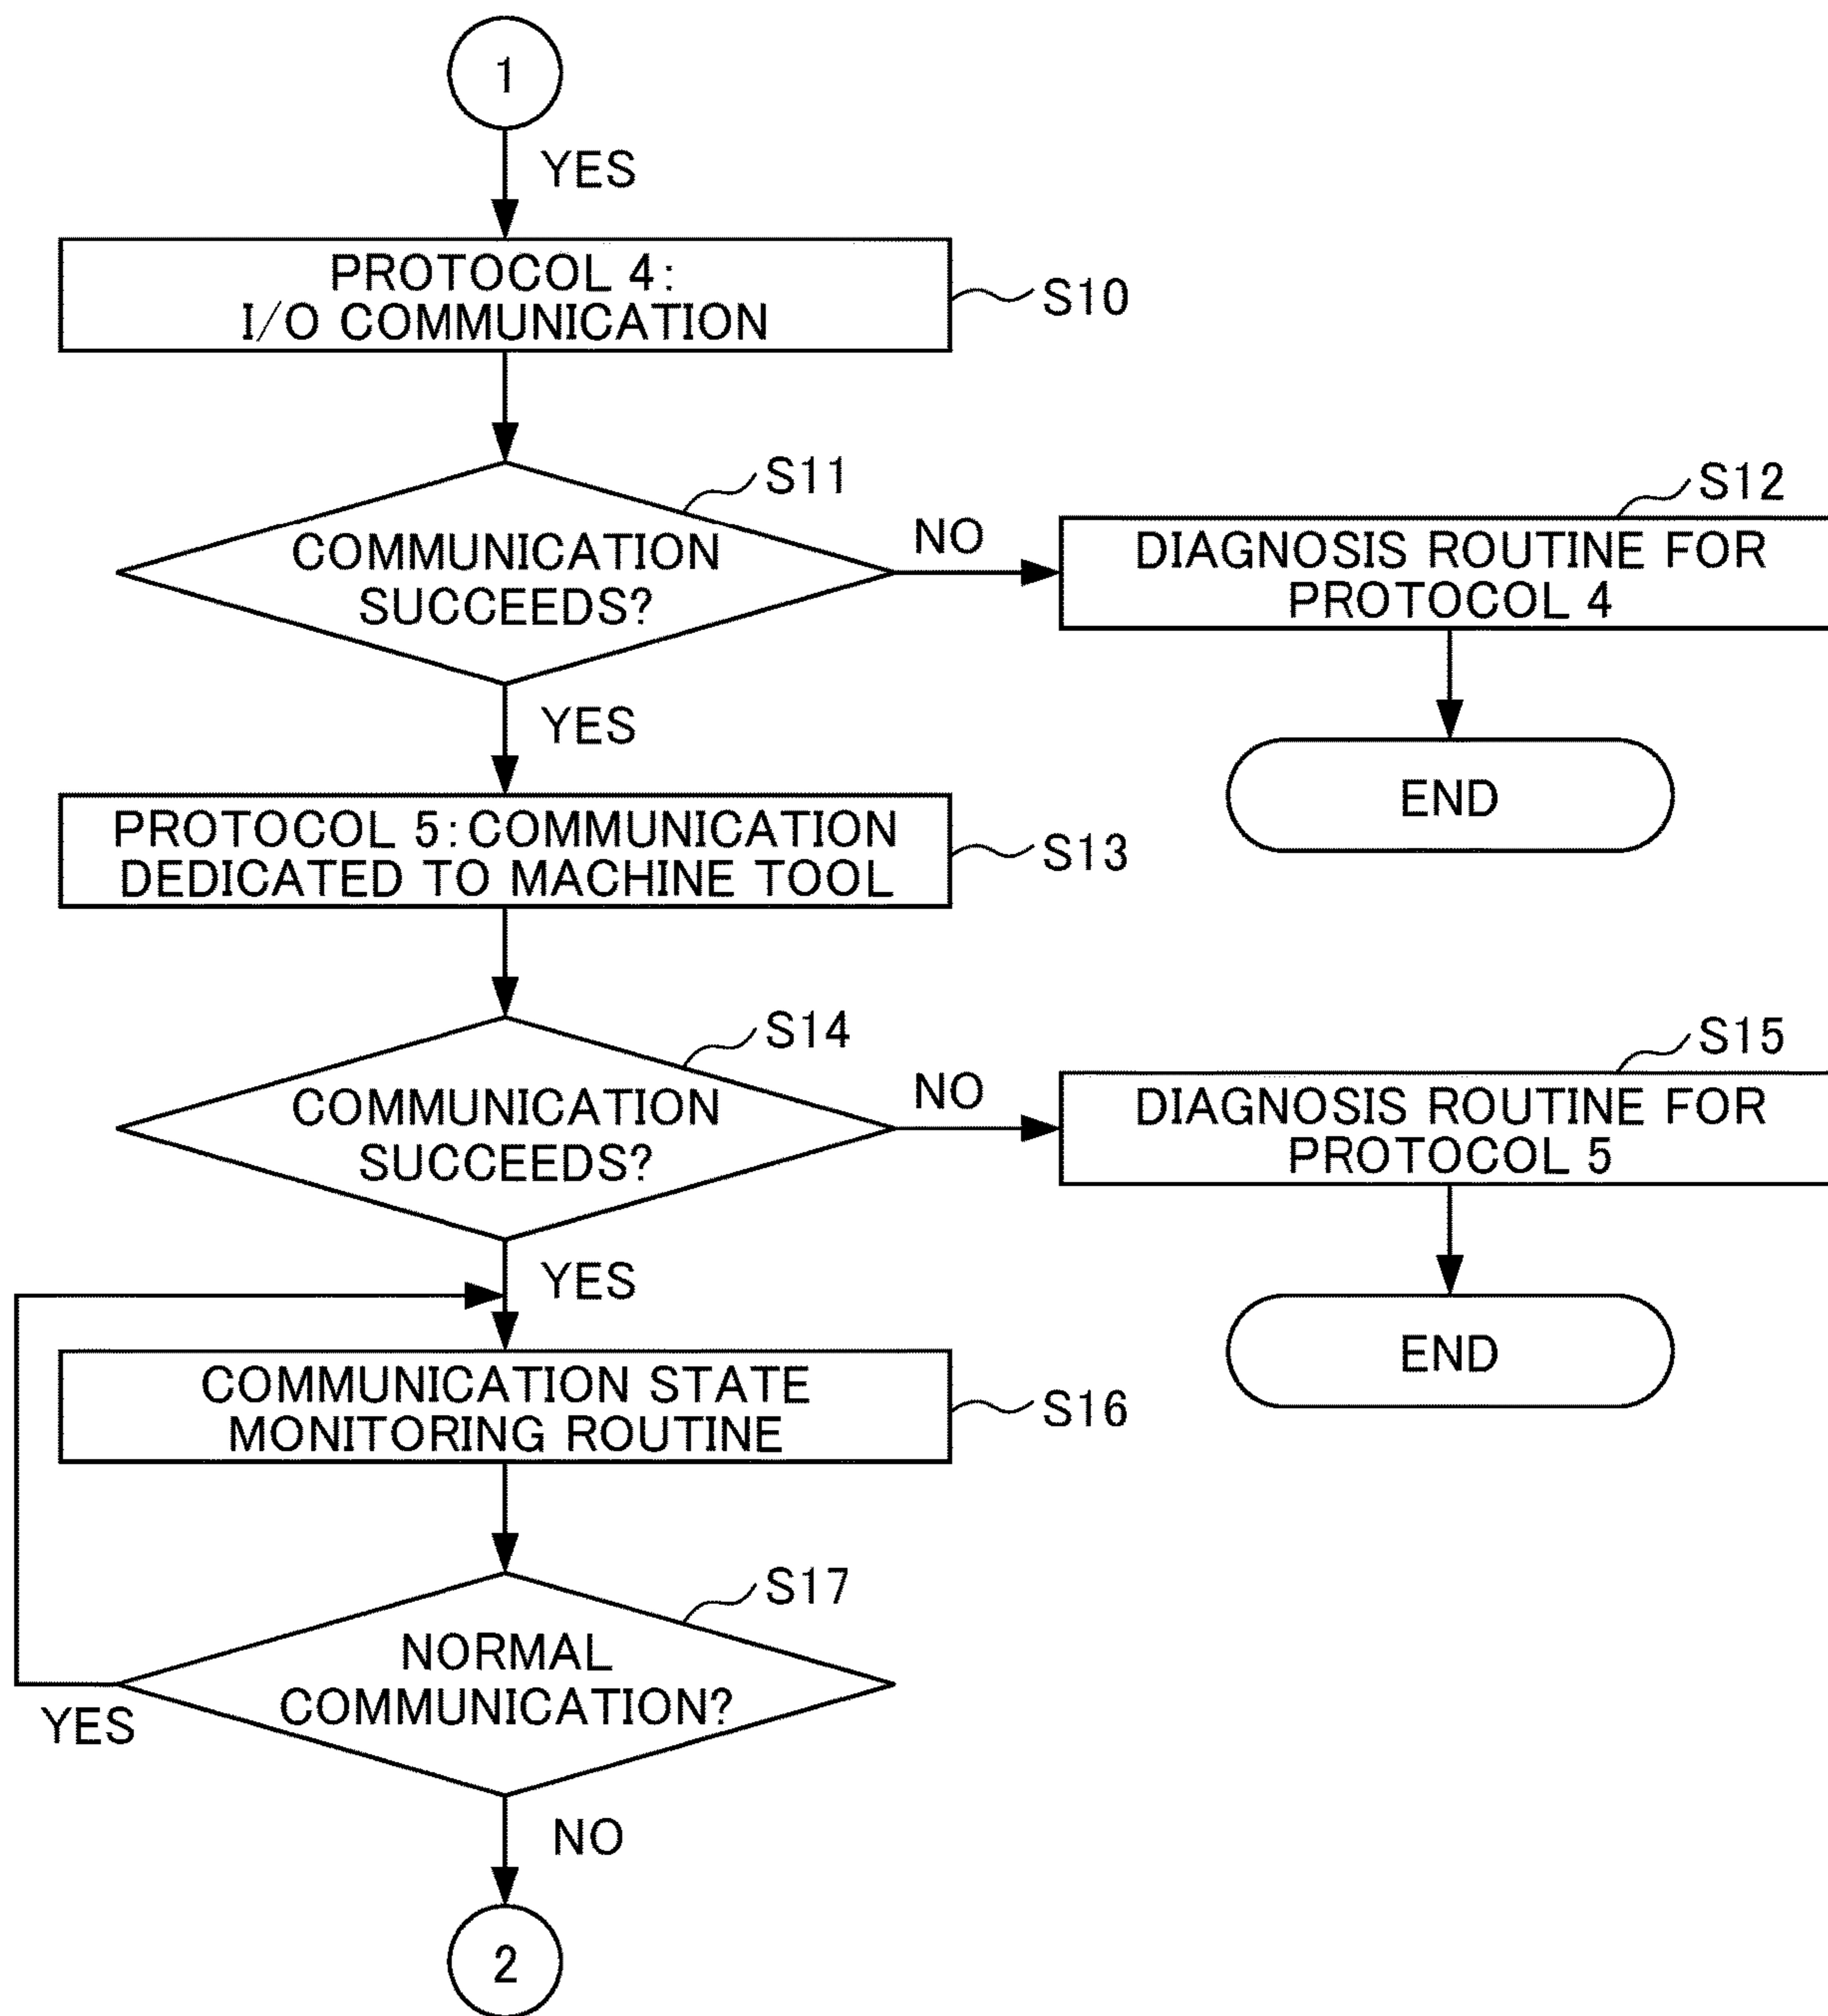 1
YES
PROTOCOL 4:
I/O COMMUNICATION
S10
S11
COMMUNICATION
SUCCEEDS?
NO
S12
DIAGNOSIS ROUTINE FOR
PROTOCOL 4
END
YES
PROTOCOL 5:COMMUNICATION
DEDICATED TO MACHINE TOOL
S13
S14
COMMUNICATION
SUCCEEDS?
NO
S15
DIAGNOSIS ROUTINE FOR
PROTOCOL 5
END
YES
COMMUNICATION STATE
MONITORING ROUTINE
S16
S17
NORMAL
COMMUNICATION?
YES
NO
2